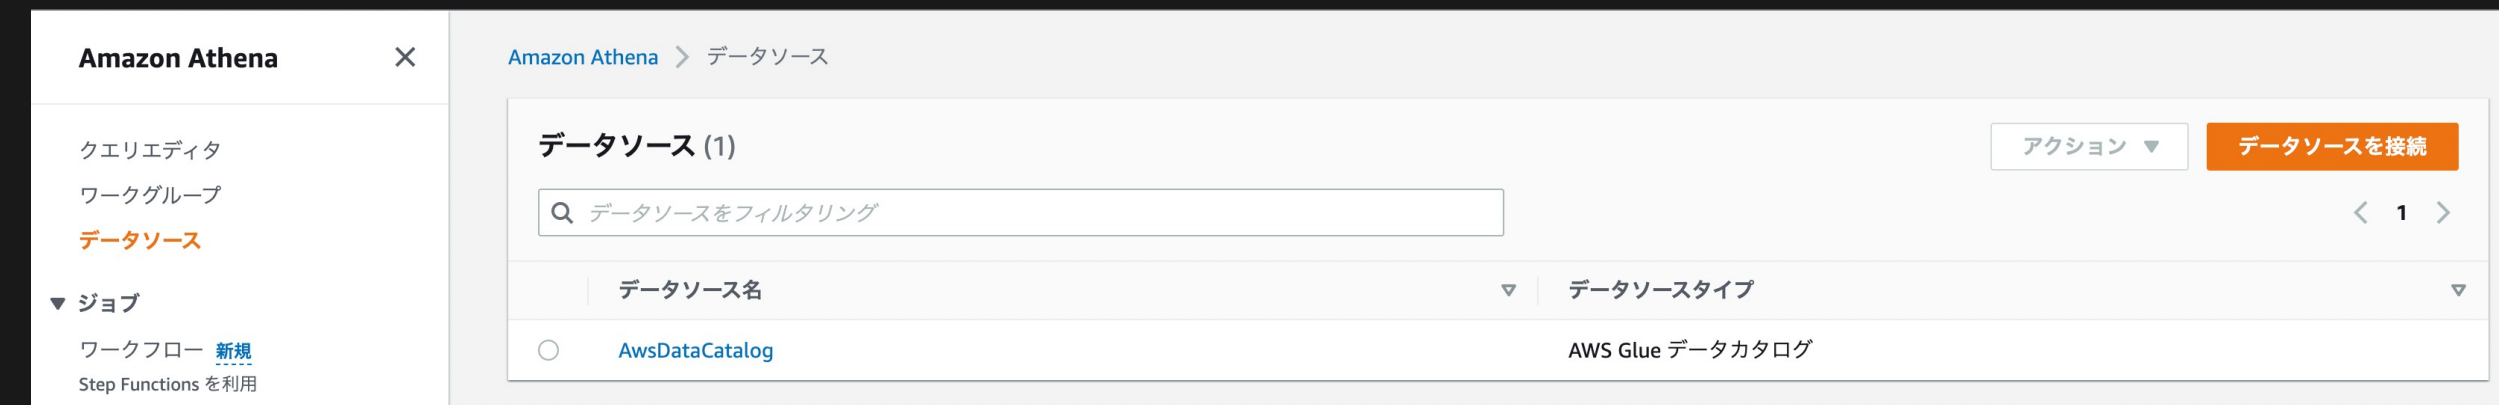 Amazon Athena
クエリエディタ
ワークグループ
データソース
ジョブ
ワークフロー 新規
Step Functions を利用
Amazon Athena データソース
データソース (1)
アクション
データソースを接続
データソースをフィルタリング
1
データソース名 データソースタイプ
AwsDataCatalog AWS Glue データカタログ